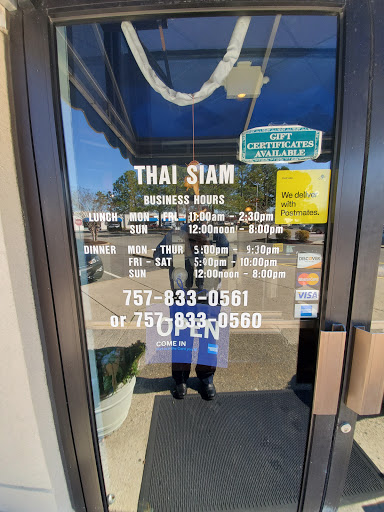 GIFT
CERTIFICATES
AVAILABLE
THAI SIAM
BUSINESS HOURS
We deliver
with
Postmates.
LUNCH MON - FRI 11:00am - 2:30pm
SUN 12:00noon - 8:00pm
DINNER MON - THUR 5:00pm - 9:30pm
FRI - SAT 5:00pm - 10:00pm
SUN 12:00noon - 8:00pm
DISCOVER
MasterCard
VISA
757-833-0561
or 757-833-0560
OPEN
COME IN